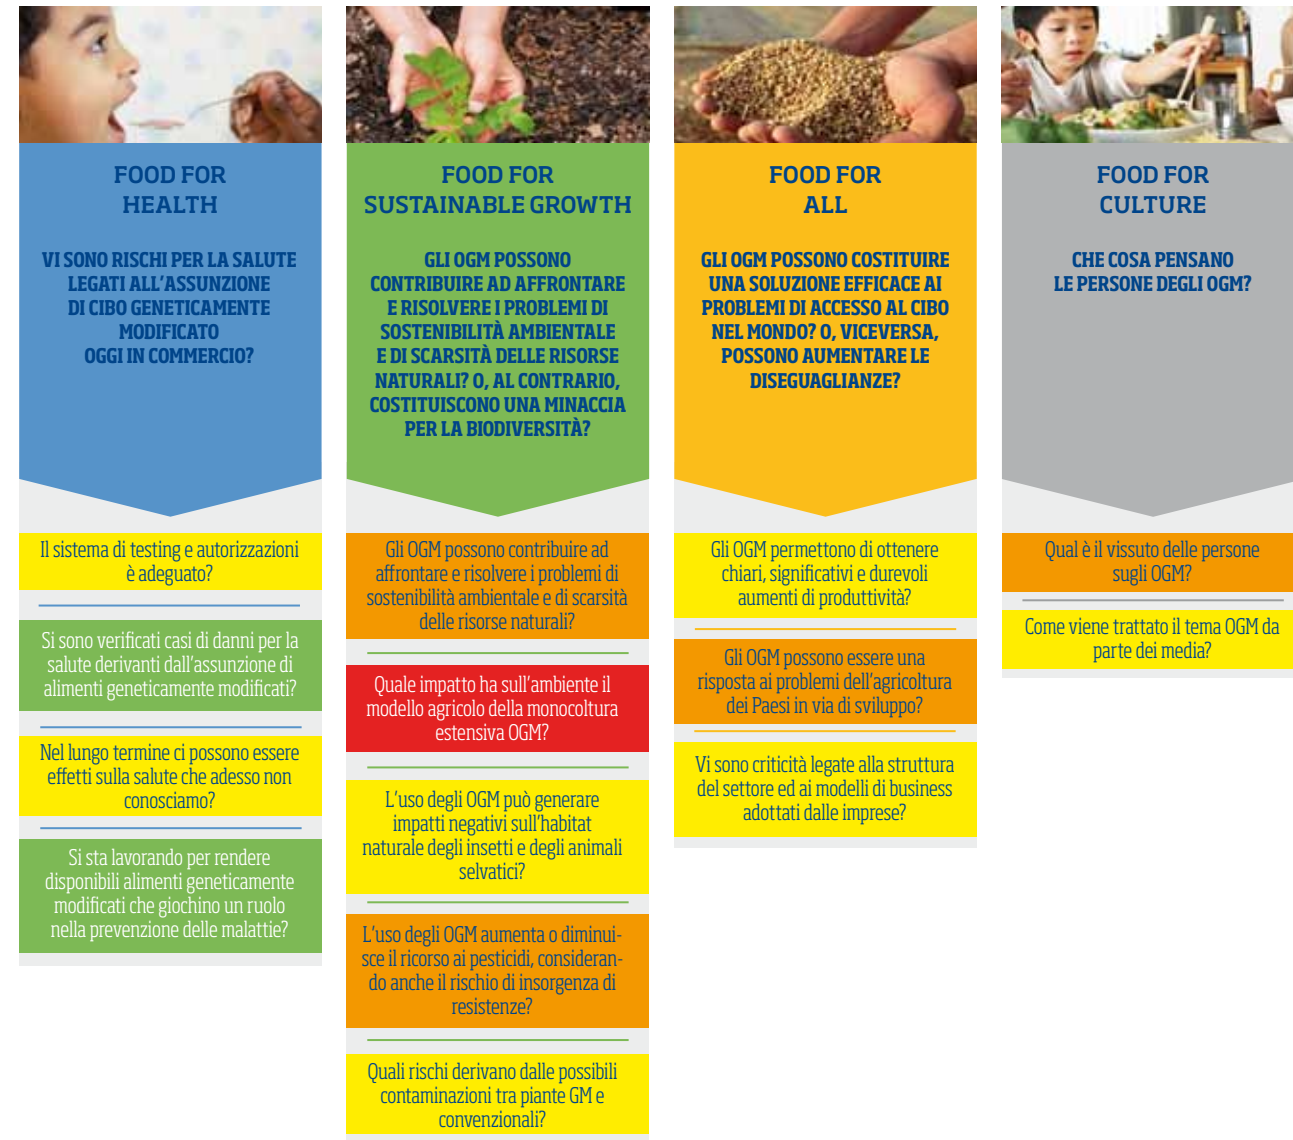 FOOD FOR
HEALTH
VI SONO RISCHI PER LA SALUTE
LEGATI ALL'ASSUNZIONE
DI CIBO GENETICAMENTE
MODIFICATO
OGGI IN COMMERCIO?
Il sistema di testing e autorizzazioni
è adeguato?
Si sono verificati casi di danni per la
salute derivanti dall'assunzione di
alimenti geneticamente modificati?
Nel lungo termine ci possono essere
effetti sulla salute che adesso non
conosciamo?
Si sta lavorando per rendere
disponibili alimenti geneticamente
modificati che giochino un ruolo
nella prevenzione delle malattie?
FOOD FOR
SUSTAINABLE GROWTH
GLI OGM POSSONO
CONTRIBUIRE AD AFFRONTARE
E RISOLVERE I PROBLEMI DI
SOSTENIBILITÀ AMBIENTALE
E DI SCARSITÀ DELLE RISORSE
NATURALI? O, AL CONTRARIO,
COSTITUISCONO UNA MINACCIA
PER LA BIODIVERSITÀ?
Gli OGM possono contribuire ad
affrontare e risolvere i problemi di
sostenibilità ambientale e di scarsità
delle risorse naturali?
Quale impatto ha sull'ambiente il
modello agricolo della monocoltura
estensiva OGM?
L'uso degli OGM può generare
impatti negativi sull'habitat
naturale degli insetti e degli animali
selvatici?
L'uso degli OGM aumenta o diminui-
sce il ricorso ai pesticidi, consideran-
do anche il rischio di insorgenza di
resistenze?
Quali rischi derivano dalle possibili
contaminazioni tra piante GM e
convenzionali?
FOOD FOR
ALL
GLI OGM POSSONO COSTITUIRE
UNA SOLUZIONE EFFICACE AI
PROBLEMI DI ACCESSO AL CIBO
NEL MONDO? O, VICEVERSA,
POSSONO AUMENTARE LE
DISEGUAGLIANZE?
Gli OGM permettono di ottenere
chiari, significativi e durevoli
aumenti di produttività?
Gli OGM possono essere una
risposta ai problemi dell'agricoltura
dei Paesi in via di sviluppo?
Vi sono criticità legate alla struttura
del settore ed ai modelli di business
adottati dalle imprese?
FOOD FOR
CULTURE
CHE COSA PENSANO
LE PERSONE DEGLI OGM?
Qual è il vissuto delle persone
sugli OGM?
Come viene trattato il tema OGM da
parte dei media?